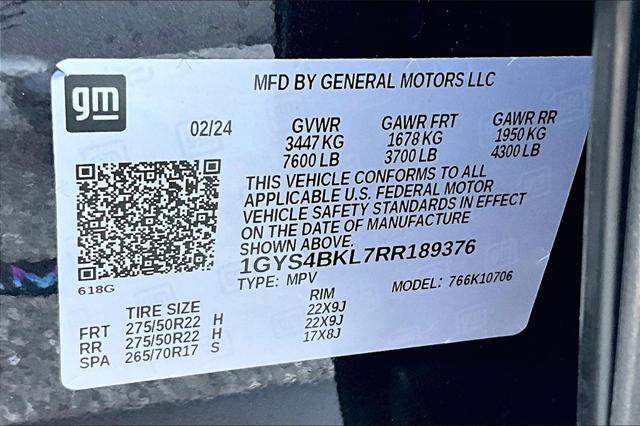 gm
MFD BY GENERAL MOTORS LLC
02/24
GVWR GAWR FRT GAWR RR
3447 KG 1678 KG 1950 KG
7600 LB 3700 LB 4300 LB
THIS VEHICLE CONFORMS TO ALL
APPLICABLE U.S. FEDERAL MOTOR
VEHICLE SAFETY STANDARDS IN EFFECT
ON THE DATE OF MANUFACTURE
SHOWN ABOVE.
1GYS4BKL7RR189376
618G
TYPE: MPV MODEL: 766K10706
TIRE SIZE RIM
FRT 275/50R22 H 22X9J
RR 275/50R22 H 22X9J
SPA 265/70R17 S 17X8J